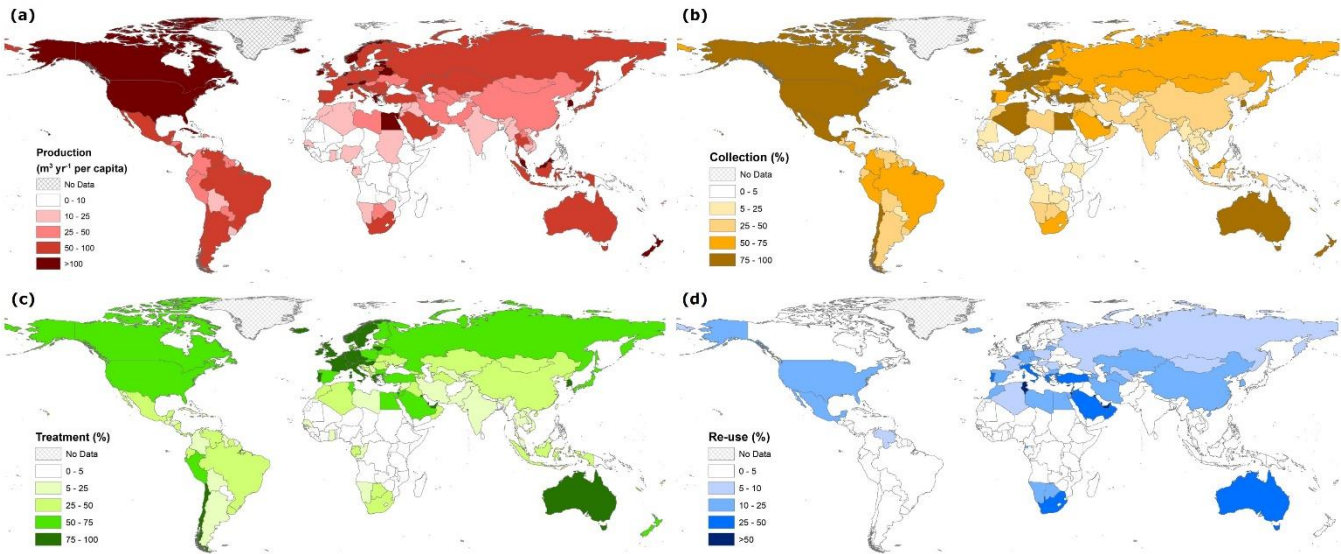 (a)
Production
(m³ yr⁻¹ per capita)
No Data
0 - 10
10 - 25
25 - 50
50 - 100
>100
(b)
Collection (%)
No Data
0 - 5
5 - 25
25 - 50
50 - 75
75 - 100
(c)
Treatment (%)
No Data
0 - 5
5 - 25
25 - 50
50 - 75
75 - 100
(d)
Re-use (%)
No Data
0 - 5
5 - 10
10 - 25
25 - 50
>50